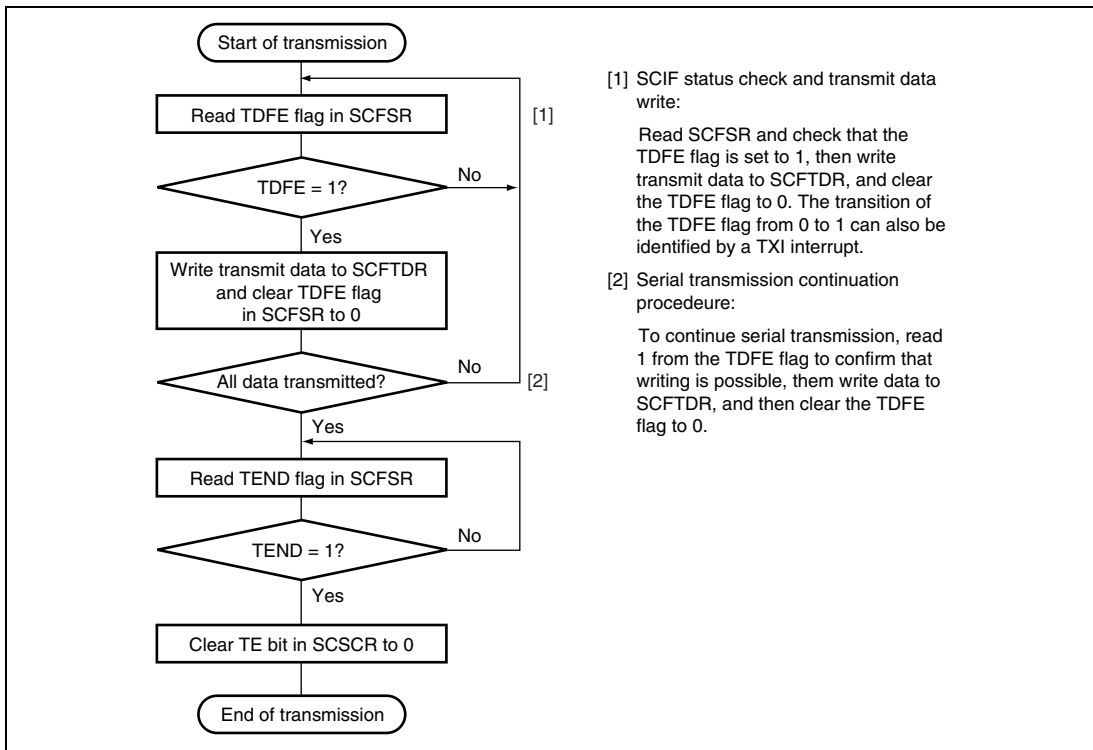 Start of transmission
Read TDFE flag in SCFSR
[1]
TDFE = 1?
No
Yes
Write transmit data to SCFTDR
and clear TDFE flag
in SCFSR to 0
All data transmitted?
No
[2]
Yes
Read TEND flag in SCFSR
TEND = 1?
No
Yes
Clear TE bit in SCSCR to 0
End of transmission
[1] SCIF status check and transmit data
write:
Read SCFSR and check that the
TDFE flag is set to 1, then write
transmit data to SCFTDR, and clear
the TDFE flag to 0. The transition of
the TDFE flag from 0 to 1 can also be
identified by a TXI interrupt.
[2] Serial transmission continuation
procedeure:
To continue serial transmission, read
1 from the TDFE flag to confirm that
writing is possible, them write data to
SCFTDR, and then clear the TDFE
flag to 0.